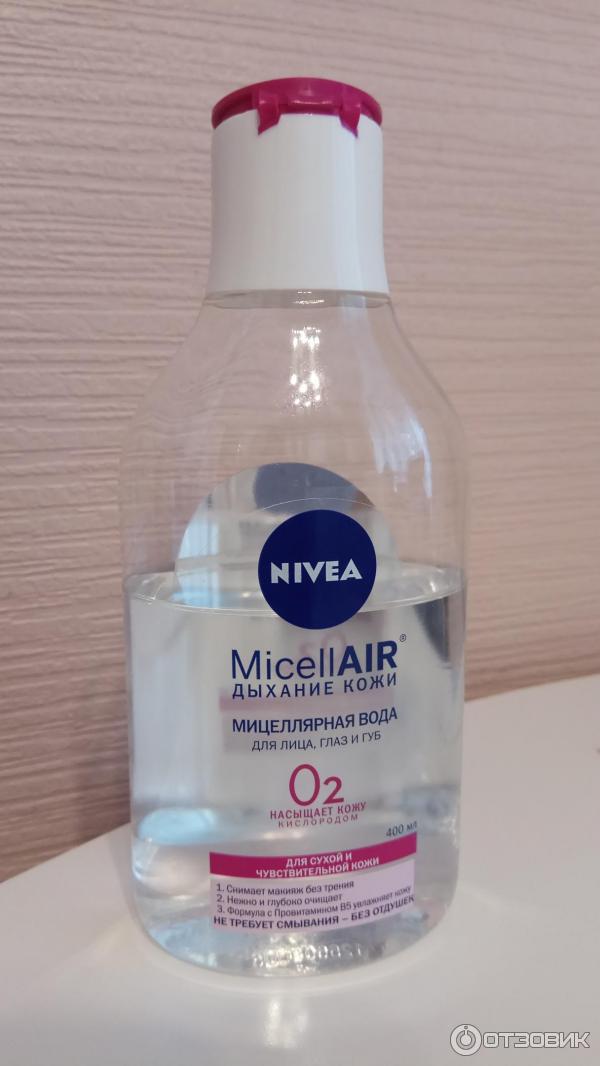 NIVEA
MicellAIR®
ДЫХАНИЕ КОЖИ
МИЦЕЛЛЯРНАЯ ВОДА
ДЛЯ ЛИЦА, ГЛАЗ И ГУБ
O2
НАСЫЩАЕТ КОЖУ
КИСЛОРОДОМ
400 мл
ДЛЯ СУХОЙ И
ЧУВСТВИТЕЛЬНОЙ КОЖИ
1. Снимает макияж без трения
2. Нежно и глубоко очищает
3. Формула с Провитамином B5 увлажняет кожу
НЕ ТРЕБУЕТ СМЫВАНИЯ – БЕЗ ОТДУШЕК
ОТЗОВИК